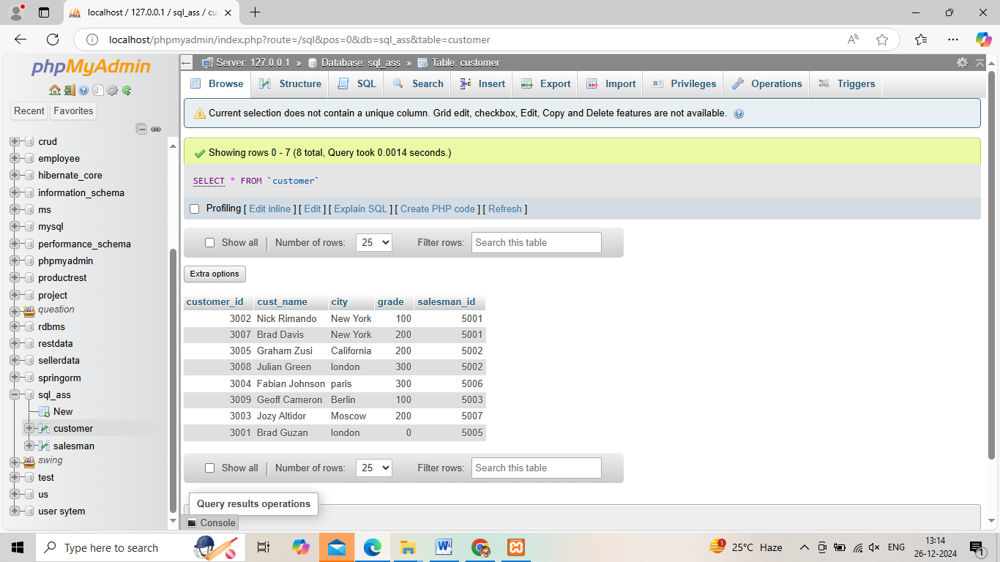 localhost / 127.0.0.1 / sql_ass / cu
localhost/phpmyadmin/index.php?route=/sql&pos=0&db=sql_ass&table=customer
phpMyAdmin
Recent Favorites
crud
employee
hibernate_core
information_schema
ms
mysql
performance_schema
phpmyadmin
productrest
project
question
rdbms
restdata
sellerdata
springorm
sql_ass
New
customer
salesman
swing
test
us
user sytem
Server: 127.0.0.1 » Database: sql_ass » Table: customer
Browse Structure SQL Search Insert Export Import Privileges Operations Triggers
Current selection does not contain a unique column. Grid edit, checkbox, Edit, Copy and Delete features are not available.
Showing rows 0 - 7 (8 total, Query took 0.0014 seconds.)
SELECT * FROM `customer`
Profiling [ Edit inline ] [ Edit ] [ Explain SQL ] [ Create PHP code ] [ Refresh ]
Show all Number of rows: 25 Filter rows: Search this table
Extra options
customer_id cust_name city grade salesman_id
3002 Nick Rimando New York 100 5001
3007 Brad Davis New York 200 5001
3005 Graham Zusi California 200 5002
3008 Julian Green london 300 5002
3004 Fabian Johnson paris 300 5006
3009 Geoff Cameron Berlin 100 5003
3003 Jozy Altidor Moscow 200 5007
3001 Brad Guzan london 0 5005
Show all Number of rows: 25 Filter rows: Search this table
Query results operations
Console
Type here to search
1 25°C Haze ENG 13:14
26-12-2024
1